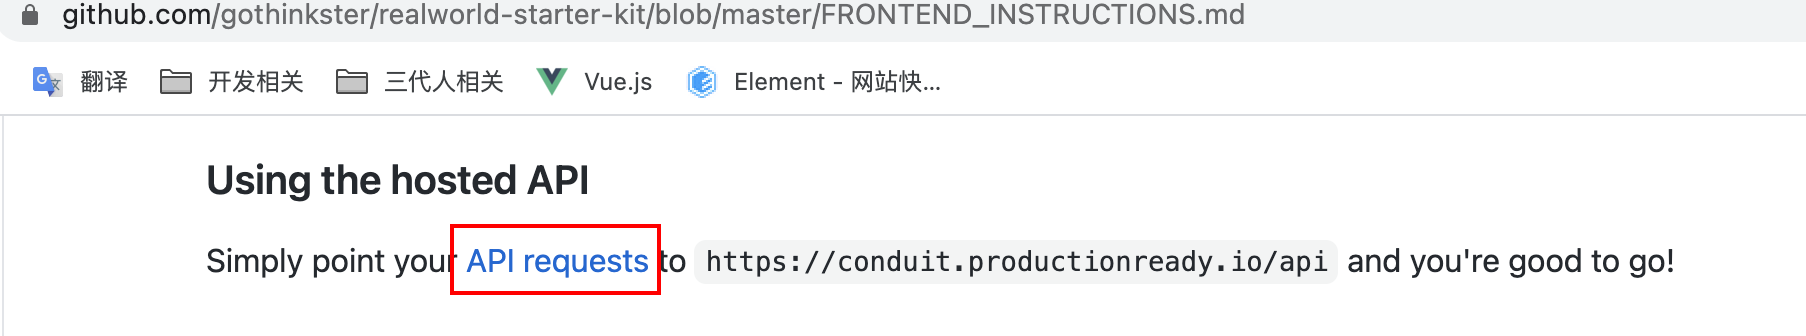 github.com/gothinkster/realworld-starter-kit/blob/master/FRONTEND_INSTRUCTIONS.md
G 文 翻译 开发相关 三代人相关 Vue.js Element - 网站快...
Using the hosted API
Simply point your API requests to https://conduit.productionready.io/api and you're good to go!